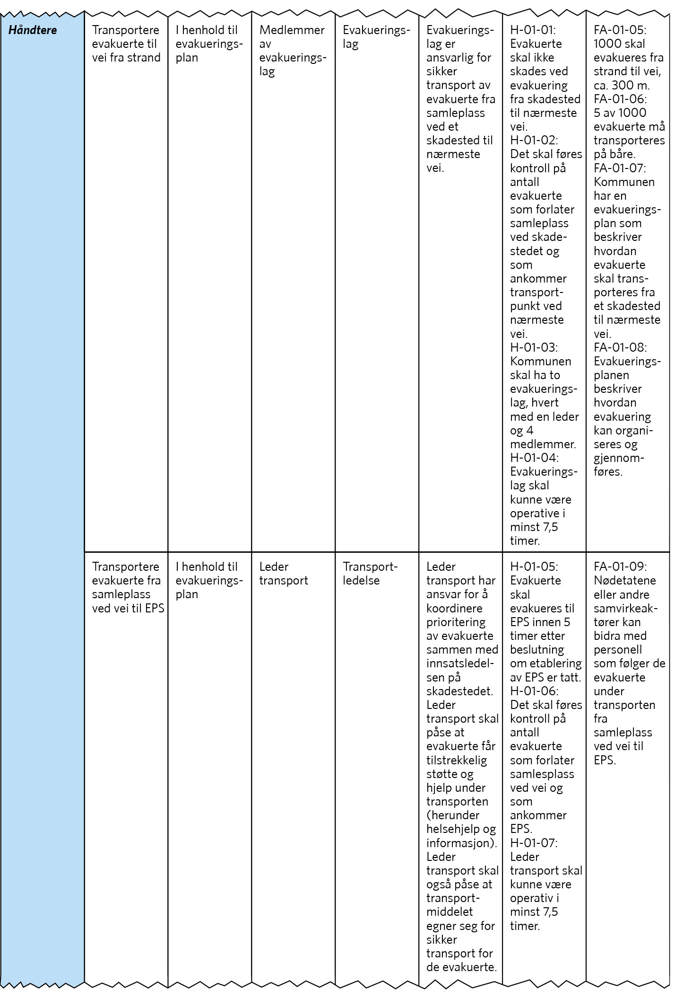 Håndtere
Transportere
evakuerte til
vei fra strand
I henhold til
evakuerings-
plan
Medlemmer
av
evakuerings-
lag
Evakuerings-
lag
Evakuerings-
lag er
ansvarlig for
sikker
transport av
evakuerte fra
samleplass
ved et
skadested til
nærmeste
vei.
H-01-01:
Evakuerte
skal ikke
skades ved
evakuering
fra skadested
til nærmeste
vei.
H-01-02:
Det skal føres
kontroll på
antall
evakuerte
som forlater
samleplass
ved skade-
stedet og
som
ankommer
transport-
punkt ved
nærmeste
vei.
H-01-03:
Kommunen
skal ha to
evakuerings-
lag, hvert
med en leder
og 4
medlemmer.
H-01-04:
Evakuerings-
lag skal
kunne være
operative i
minst 7,5
timer.
FA-01-05:
1000 skal
evakueres fra
strand til vei,
ca. 300 m.
FA-01-06:
5 av 1000
evakuerte må
transporteres
på båre.
FA-01-07:
Kommunen
har en
evakuerings-
plan som
beskriver
hvordan
evakuerte
skal trans-
porteres fra
et skadested
til nærmeste
vei.
FA-01-08:
Evakuerings-
planen
beskriver
hvordan
evakuering
kan organi-
seres og
gjennom-
føres.
Transportere
evakuerte fra
samleplass
ved vei til EPS
I henhold til
evakuerings-
plan
Leder
transport
Transport-
ledelse
Leder
transport har
ansvar for å
koordinere
prioritering
av evakuerte
sammen med
innsatsledel-
sen på
skadestedet.
Leder
transport skal
påse at
evakuerte får
tilstrekkelig
støtte og
hjelp under
transporten
(herunder
helsehjelp og
informasjon).
Leder
transport skal
også påse at
transport-
middelet
egner seg for
sikker
transport for
de evakuerte.
H-01-05:
Evakuerte
skal
evakueres til
EPS innen 5
timer etter
beslutning
om etablering
av EPS er tatt.
H-01-06:
Det skal føres
kontroll på
antall
evakuerte
som forlater
samlesplass
ved vei og
som
ankommer
EPS.
H-01-07:
Leder
transport skal
kunne være
operativ i
minst 7,5
timer.
FA-01-09:
Nødetatene
eller andre
samvirkeak-
tører kan
bidra med
personell
som følger de
evakuerte
under
transporten
fra
samleplass
ved vei til
EPS.